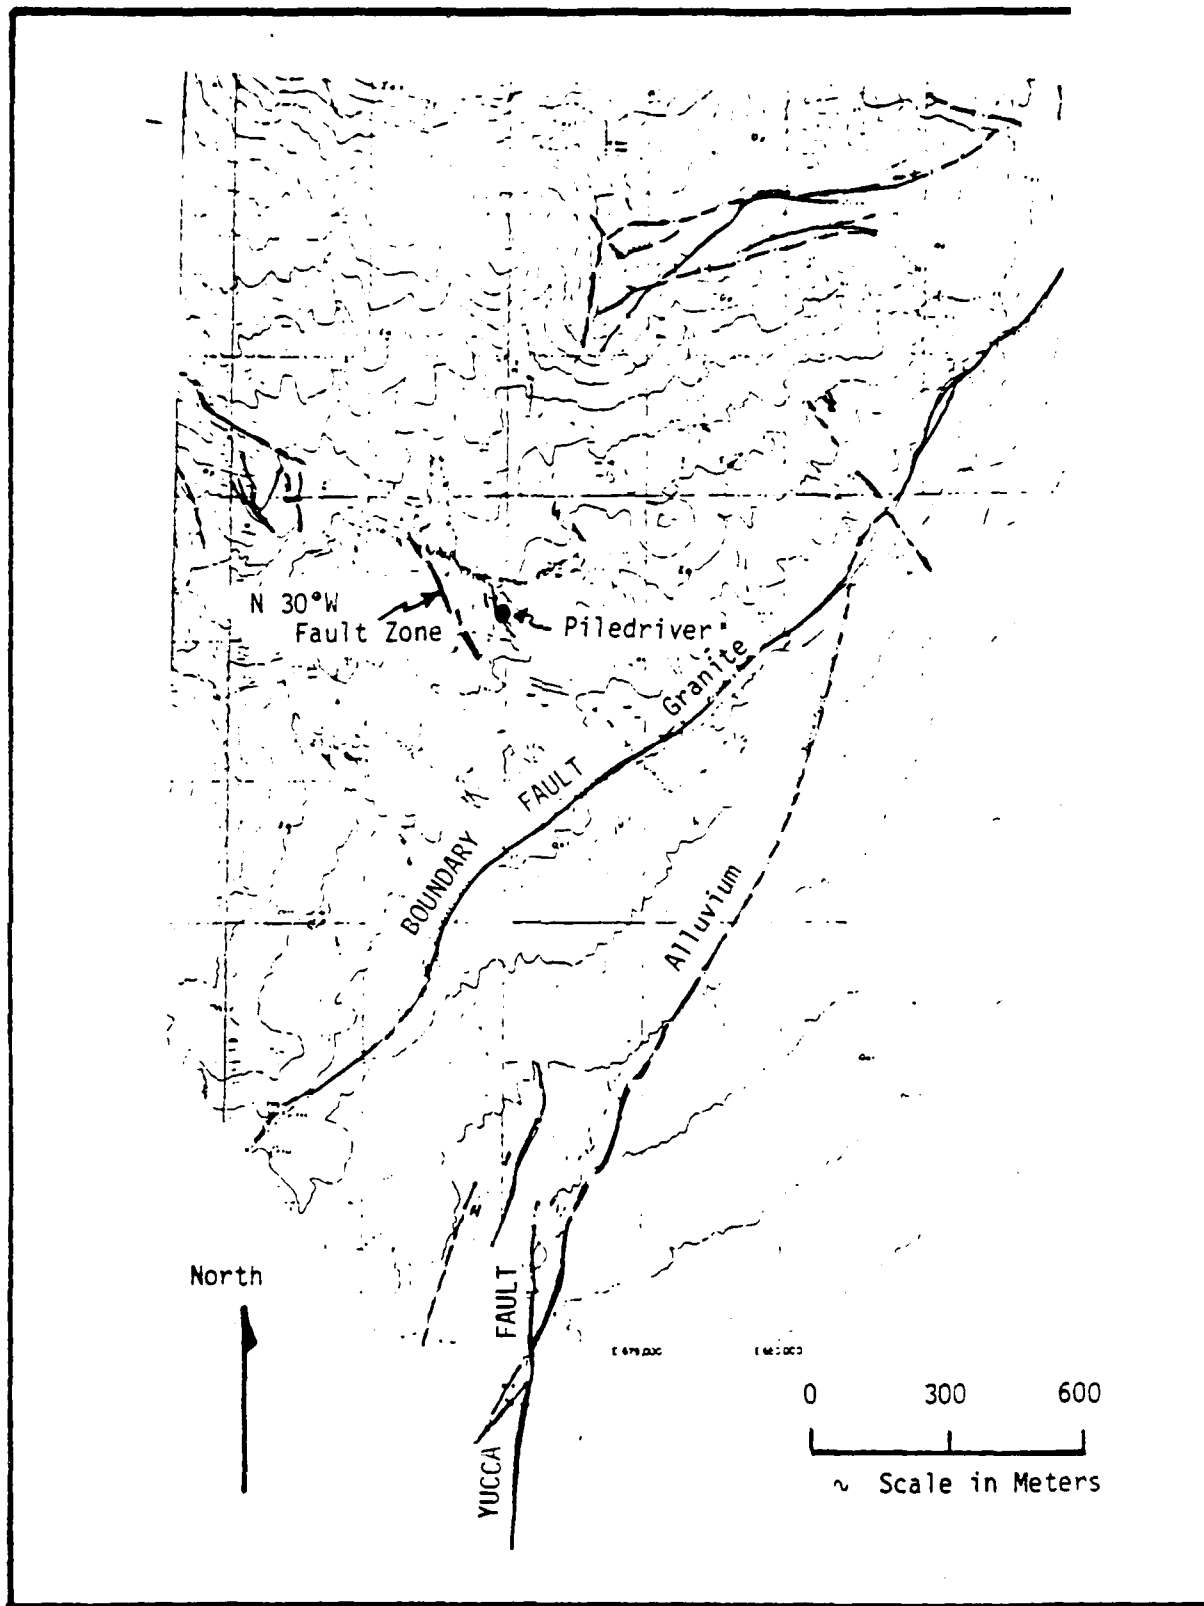 N 30°W
Fault Zone
Piledriver
Granite
BOUNDARY FAULT
Alluvium
North
YUCCA FAULT
0 300 600
~ Scale in Meters